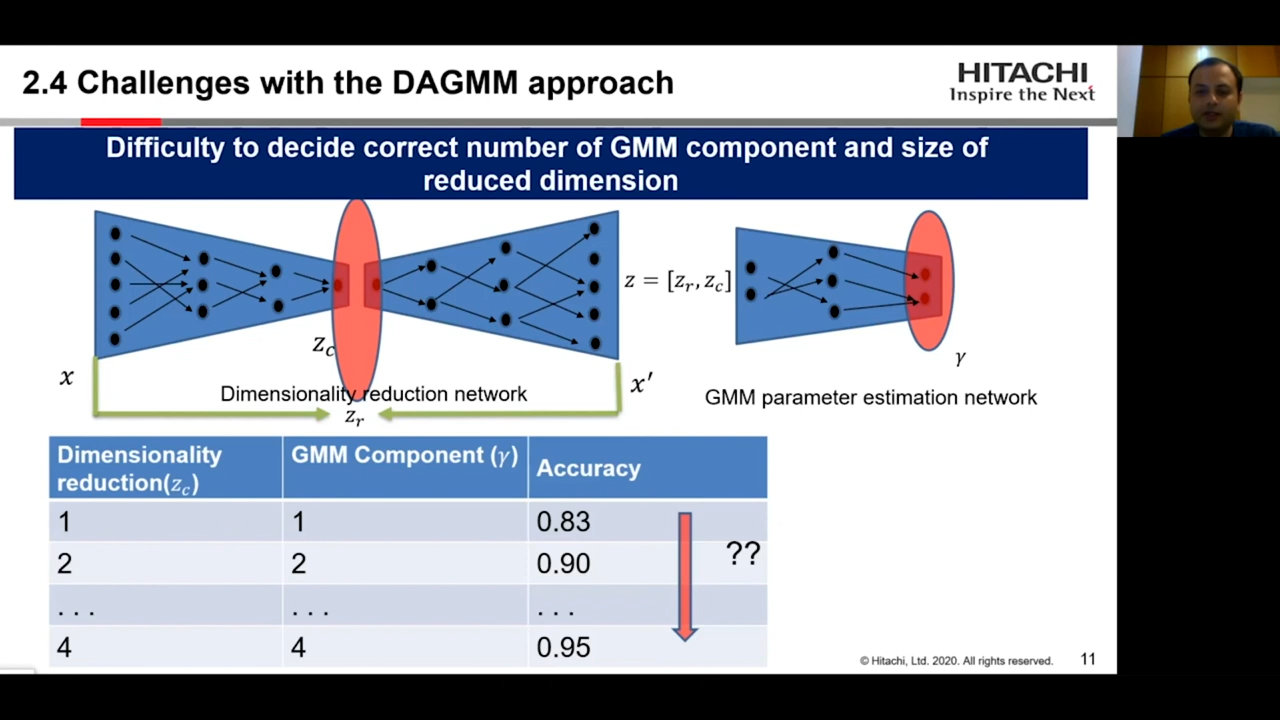 2.4 Challenges with the DAGMM approach
HITACHI
Inspire the Next
Difficulty to decide correct number of GMM component and size of
reduced dimension
z = [z_r, z_c]
z_c
γ
x
x′
Dimensionality reduction network
GMM parameter estimation network
z_r
Dimensionality reduction(z_c)
GMM Component (γ)
Accuracy
1 1 0.83
2 2 0.90
. . . . . . . . .
4 4 0.95
??
© Hitachi, Ltd. 2020. All rights reserved. 11